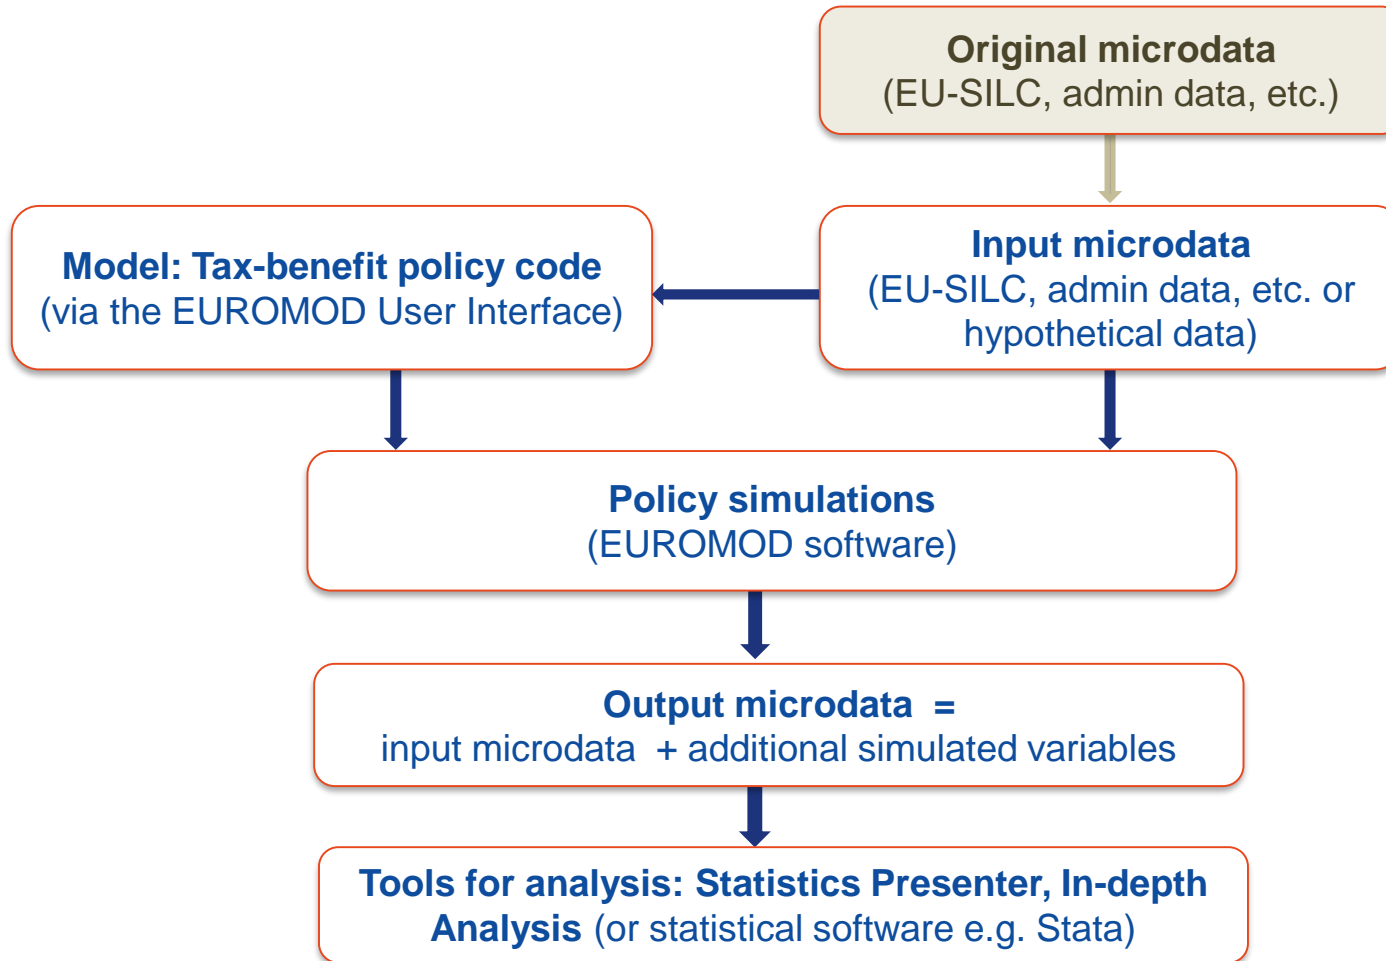 Original microdata
(EU-SILC, admin data, etc.)
Model: Tax-benefit policy code
(via the EUROMOD User Interface)
Input microdata
(EU-SILC, admin data, etc. or
hypothetical data)
Policy simulations
(EUROMOD software)
Output microdata =
input microdata + additional simulated variables
Tools for analysis: Statistics Presenter, In-depth
Analysis (or statistical software e.g. Stata)